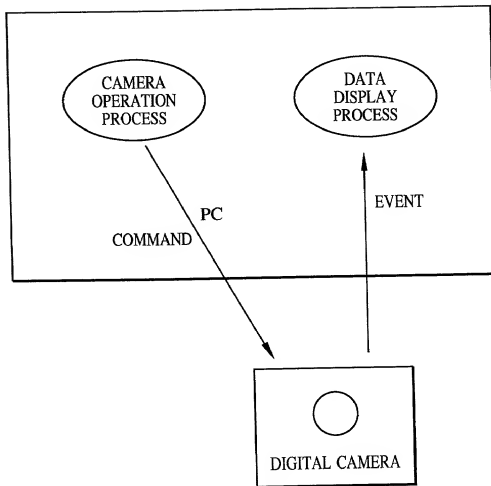 CAMERA
OPERATION
PROCESS
DATA
DISPLAY
PROCESS
PC
COMMAND
EVENT
DIGITAL CAMERA